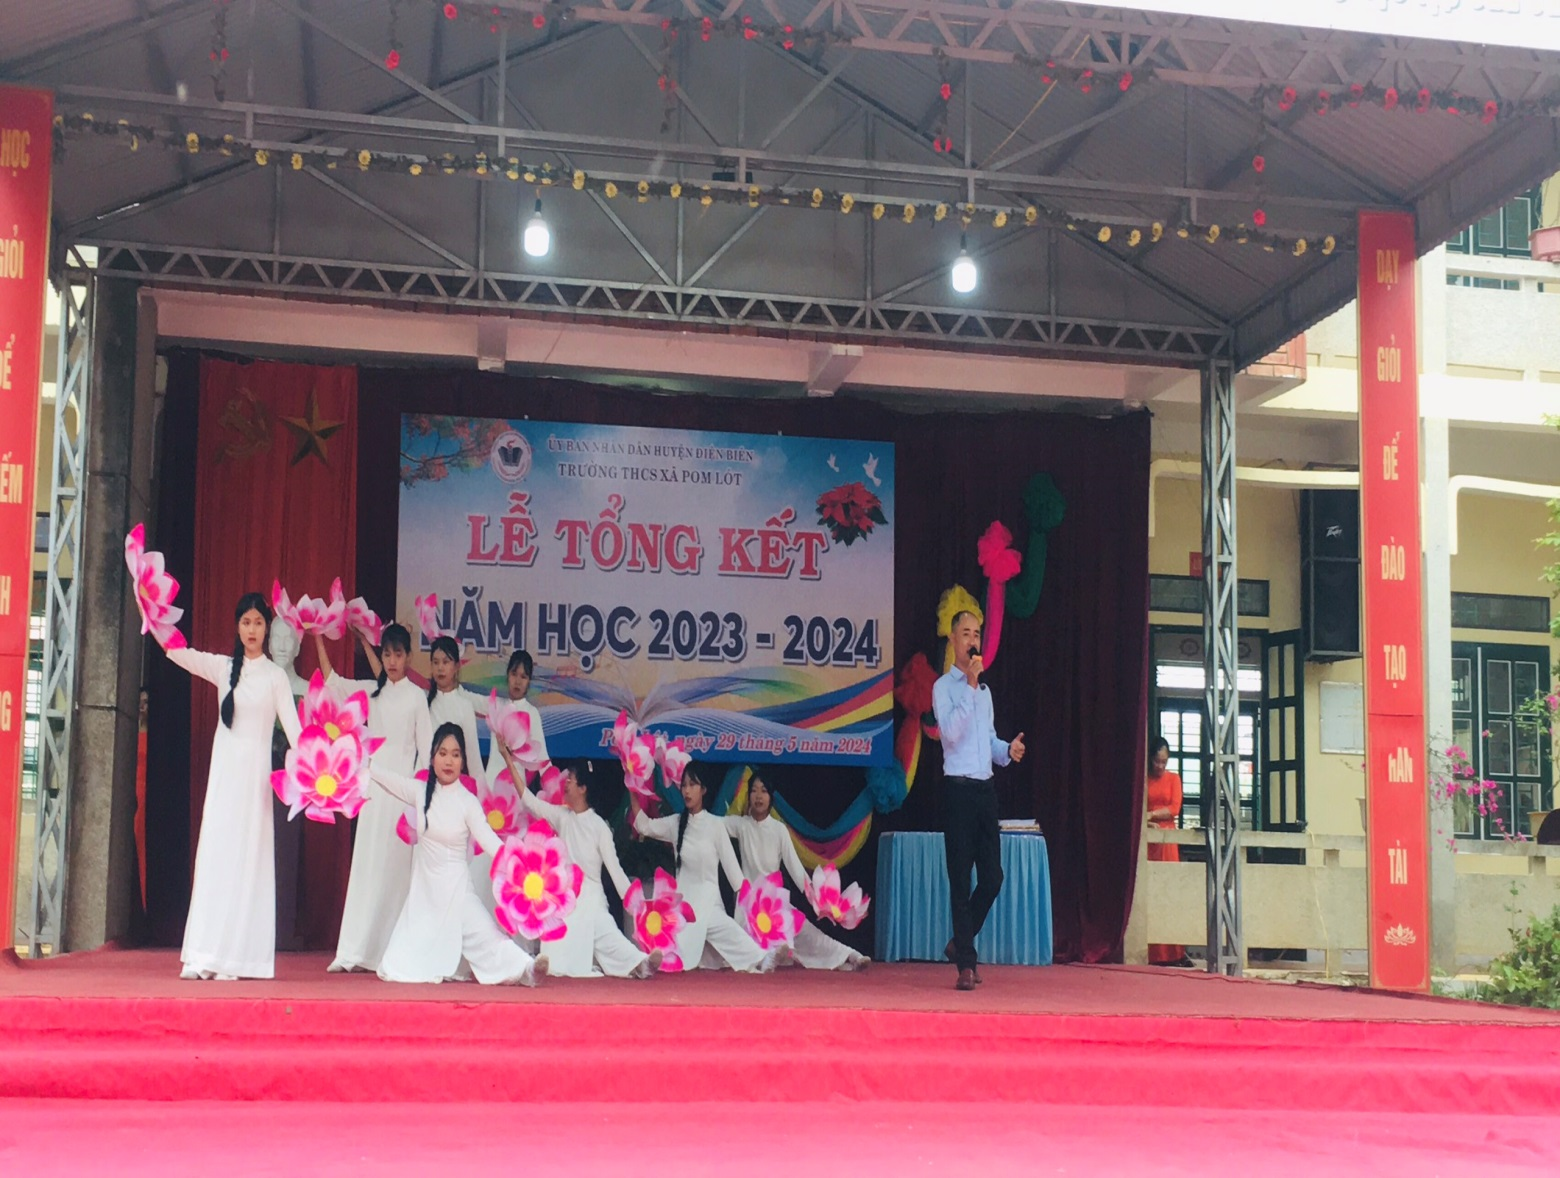 HỌC
GIỎI
ĐỂ
ỦY BAN NHÂN DÂN HUYỆN ĐIỆN BIÊN
TRƯỜNG THCS XÃ POM LÓT
LỄ TỔNG KẾT
NĂM HỌC 2023 - 2024
ngày 29 tháng 5 năm 2024
DẠY
GIỎI
ĐỂ
ĐÀO
TẠO
NHÂN
TÀI